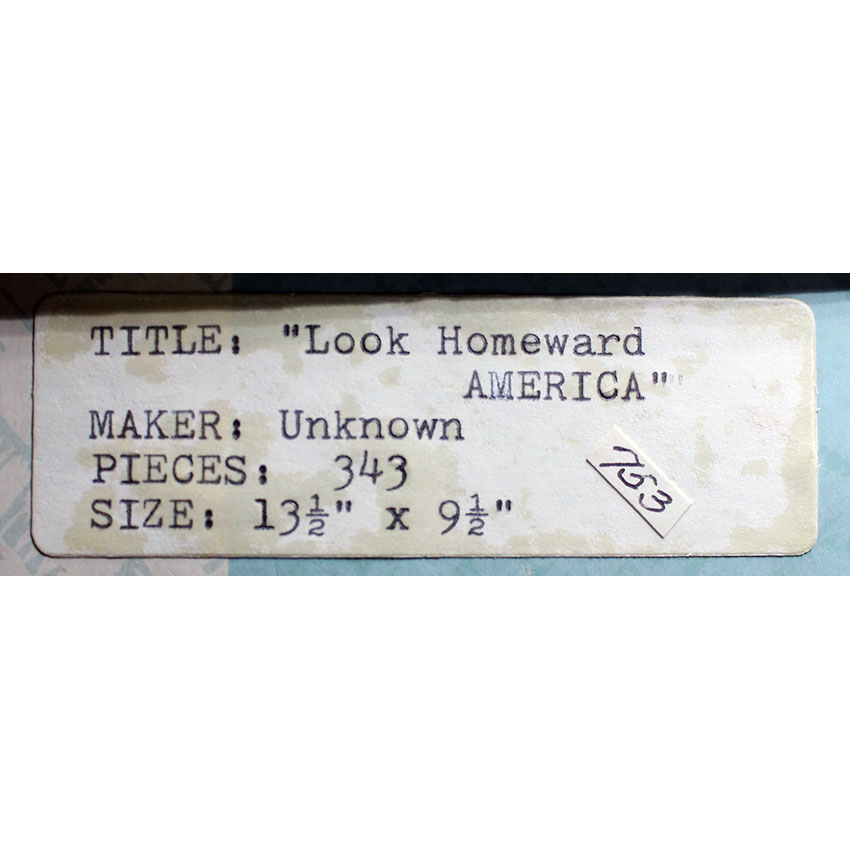 TITLE: "Look Homeward
AMERICA"
MAKER: Unknown
PIECES: 343
SIZE: 13½" x 9½"
753